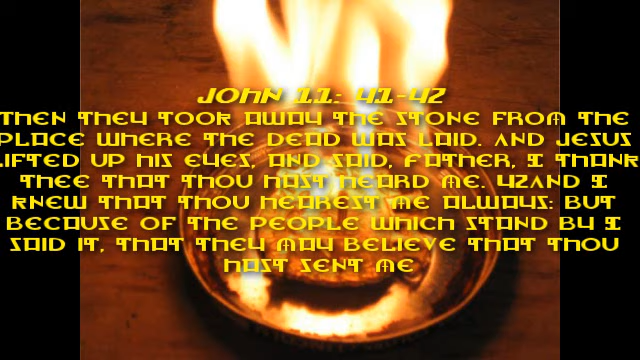 JOHN 11: 41-42
THEN THEY TOOK AWAY THE STONE FROM THE
PLACE WHERE THE DEAD WAS LAID. AND JESUS
LIFTED UP HIS EYES, AND SAID, FATHER, I THANK
THEE THAT THOU HAST HEARD ME. 42AND I
KNEW THAT THOU HEAREST ME ALWAYS: BUT
BECAUSE OF THE PEOPLE WHICH STAND BY I
SAID IT, THAT THEY MAY BELIEVE THAT THOU
HAST SENT ME